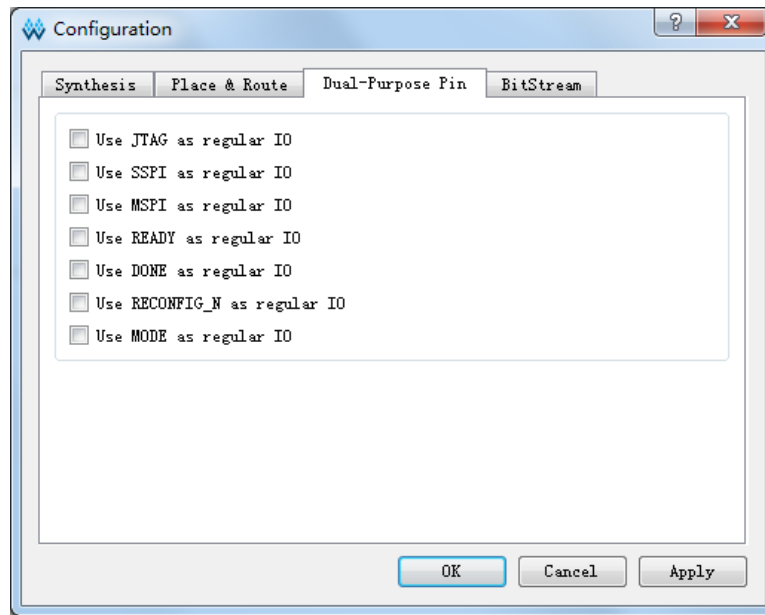 Configuration
Synthesis Place & Route Dual-Purpose Pin BitStream
Use JTAG as regular IO
Use SSPI as regular IO
Use MSPI as regular IO
Use READY as regular IO
Use DONE as regular IO
Use RECONFIG_N as regular IO
Use MODE as regular IO
OK Cancel Apply